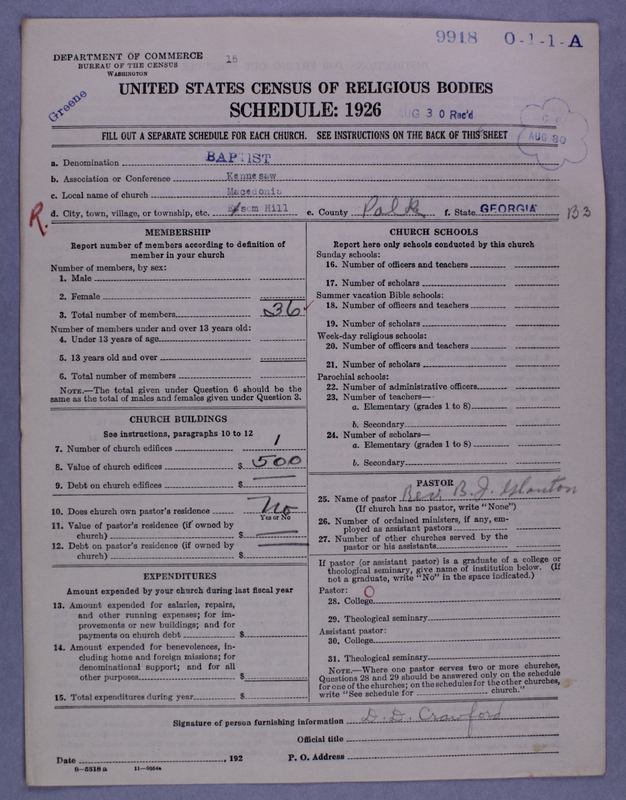 9918 0-1-1-A
DEPARTMENT OF COMMERCE
BUREAU OF THE CENSUS
WASHINGTON
15
Greene
UNITED STATES CENSUS OF RELIGIOUS BODIES
SCHEDULE: 1926
AUG 30 Rec'd
AUG 30
FILL OUT A SEPARATE SCHEDULE FOR EACH CHURCH. SEE INSTRUCTIONS ON THE BACK OF THIS SHEET
a. Denomination BAPTIST
b. Association or Conference Kennesaw
c. Local name of church Macedonia
R. d. City, town, village, or township, etc. Hill e. County Polk f. State GEORGIA B3
MEMBERSHIP
Report number of members according to definition of
member in your church
Number of members, by sex:
1. Male
2. Female
3. Total number of members 36
Number of members under and over 13 years old:
4. Under 13 years of age
5. 13 years old and over
6. Total number of members
NOTE.—The total given under Question 6 should be the
same as the total of males and females given under Question 3.
CHURCH BUILDINGS
See instructions, paragraphs 10 to 12
7. Number of church edifices 1
8. Value of church edifices $ 500
9. Debt on church edifices $
10. Does church own pastor's residence No
Yes or No
11. Value of pastor's residence (if owned by
church) $
12. Debt on pastor's residence (if owned by
church) $
EXPENDITURES
Amount expended by your church during last fiscal year
13. Amount expended for salaries, repairs,
and other running expenses; for im-
provements or new buildings; and for
payments on church debt $
14. Amount expended for benevolences, in-
cluding home and foreign missions; for
denominational support; and for all
other purposes $
15. Total expenditures during year $
CHURCH SCHOOLS
Report here only schools conducted by this church
Sunday schools:
16. Number of officers and teachers
17. Number of scholars
Summer vacation Bible schools:
18. Number of officers and teachers
19. Number of scholars
Week-day religious schools:
20. Number of officers and teachers
21. Number of scholars
Parochial schools:
22. Number of administrative officers
23. Number of teachers—
a. Elementary (grades 1 to 8)
b. Secondary
24. Number of scholars—
a. Elementary (grades 1 to 8)
b. Secondary
PASTOR
25. Name of pastor B. J.
(If church has no pastor, write "None")
26. Number of ordained ministers, if any, em-
ployed as assistant pastors
27. Number of other churches served by the
pastor or his assistants
If pastor (or assistant pastor) is a graduate of a college or
theological seminary, give name of institution below. (If
not a graduate, write "No" in the space indicated.)
Pastor: O
28. College
29. Theological seminary
Assistant pastor:
30. College
31. Theological seminary
NOTE.—Where one pastor serves two or more churches,
Questions 28 and 29 should be answered only on the schedule
for one of the churches; on the schedules for the other churches,
write "See schedule for church."
Signature of person furnishing information D. D. Crawford
Official title
Date , 192 P. O. Address
8-5518 a 11-9054a